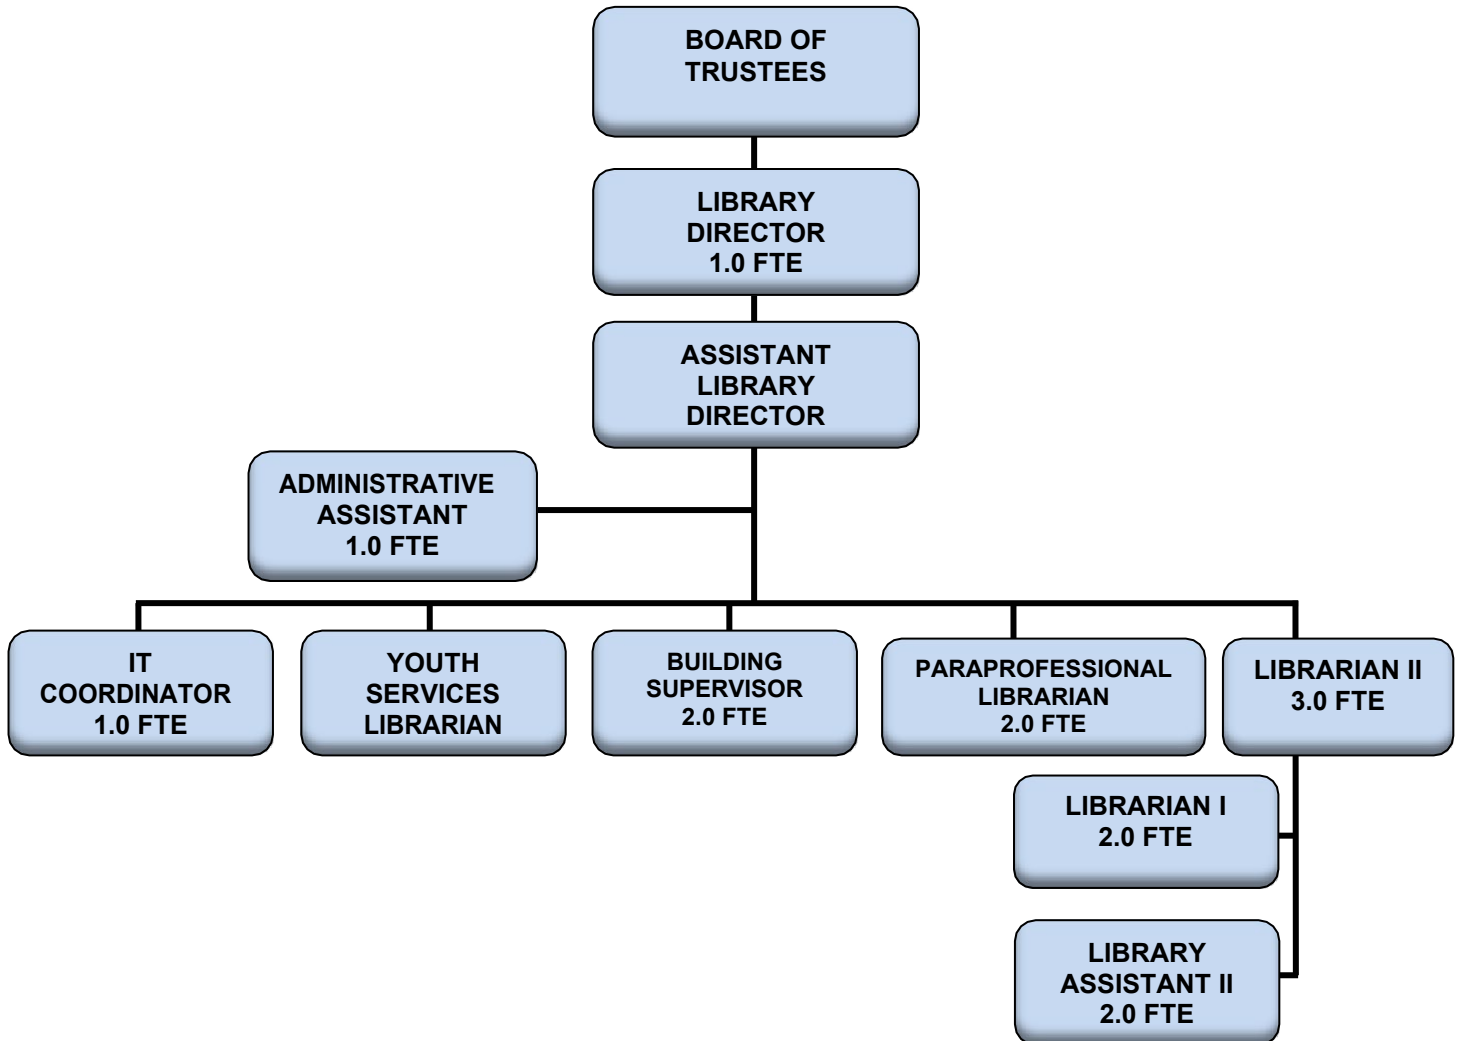 BOARD OF
TRUSTEES
LIBRARY
DIRECTOR
1.0 FTE
ASSISTANT
LIBRARY
DIRECTOR
ADMINISTRATIVE
ASSISTANT
1.0 FTE
IT
COORDINATOR
1.0 FTE
YOUTH
SERVICES
LIBRARIAN
BUILDING
SUPERVISOR
2.0 FTE
PARAPROFESSIONAL
LIBRARIAN
2.0 FTE
LIBRARIAN II
3.0 FTE
LIBRARIAN I
2.0 FTE
LIBRARY
ASSISTANT II
2.0 FTE